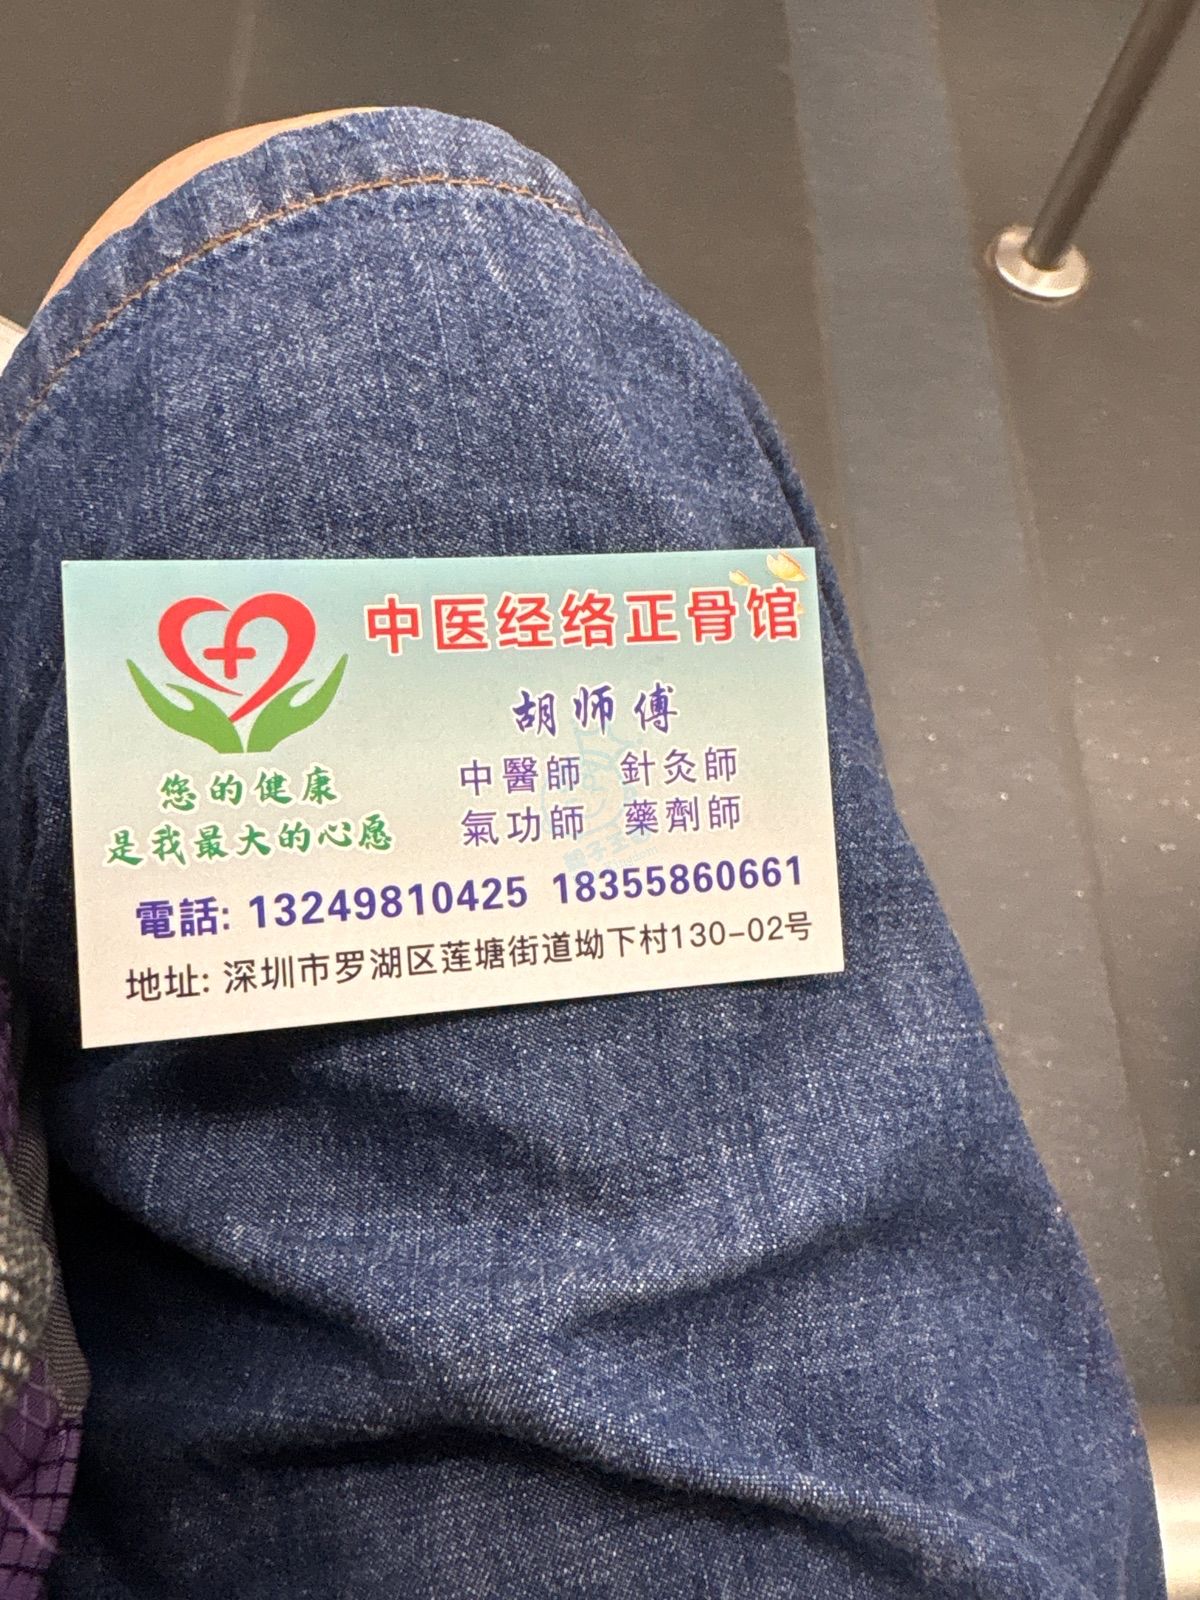 中医经络正骨馆
胡师傅
中醫師 針灸師
氣功師 藥劑師
您的健康
是我最大的心愿
電話: 13249810425 18355860661
地址: 深圳市罗湖区莲塘街道坳下村130-02号